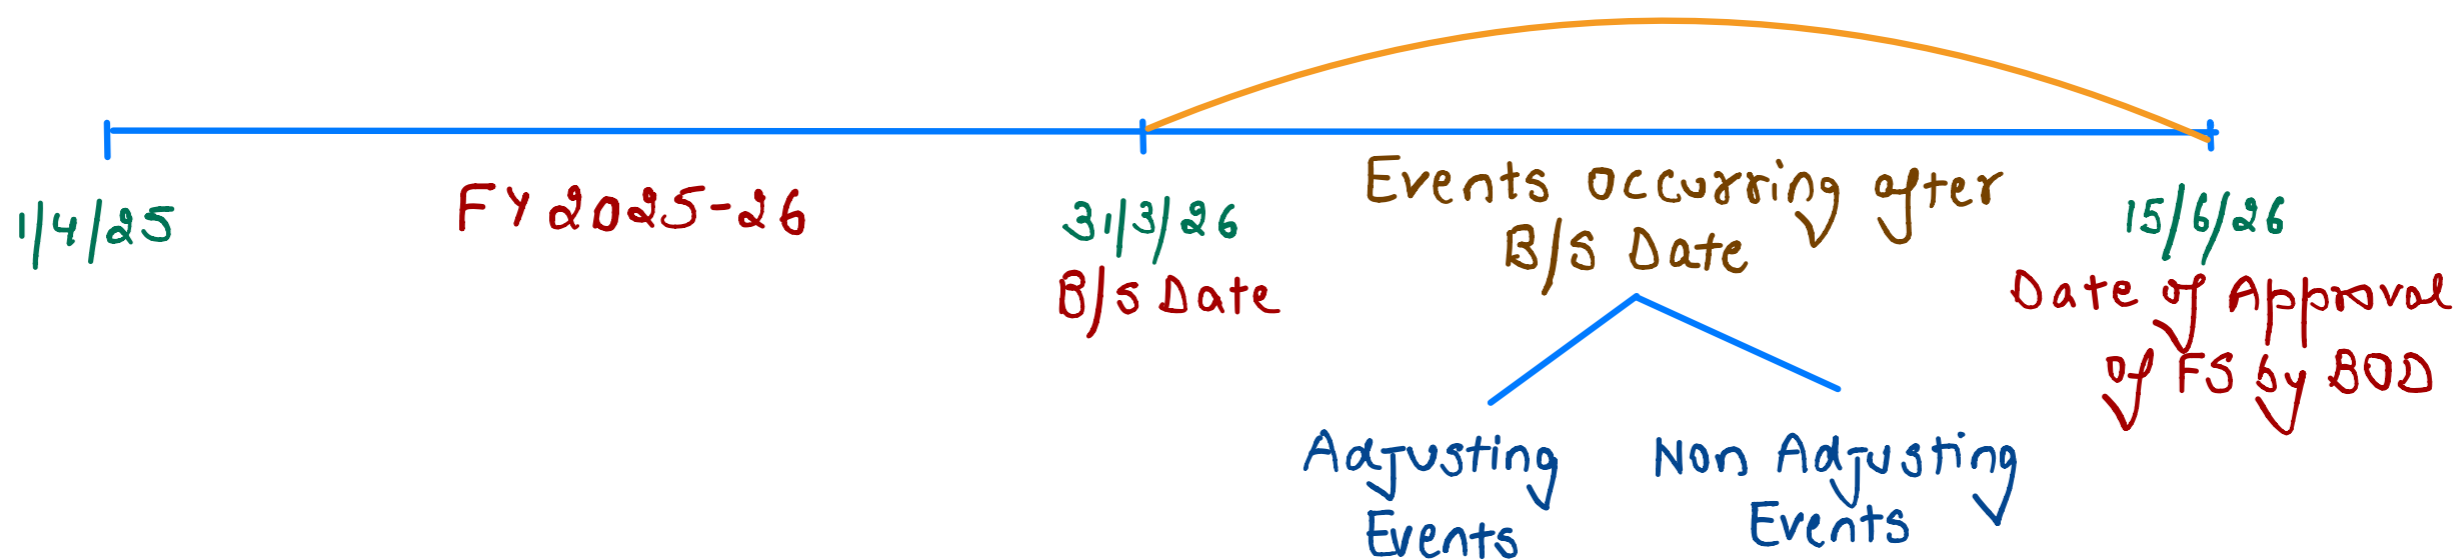 1/4/25
FY 2025-26
31/3/26
B/S Date
Events occurring after
B/S Date
15/6/26
Date of Approval
of FS by BOD
Adjusting
Events
Non Adjusting
Events